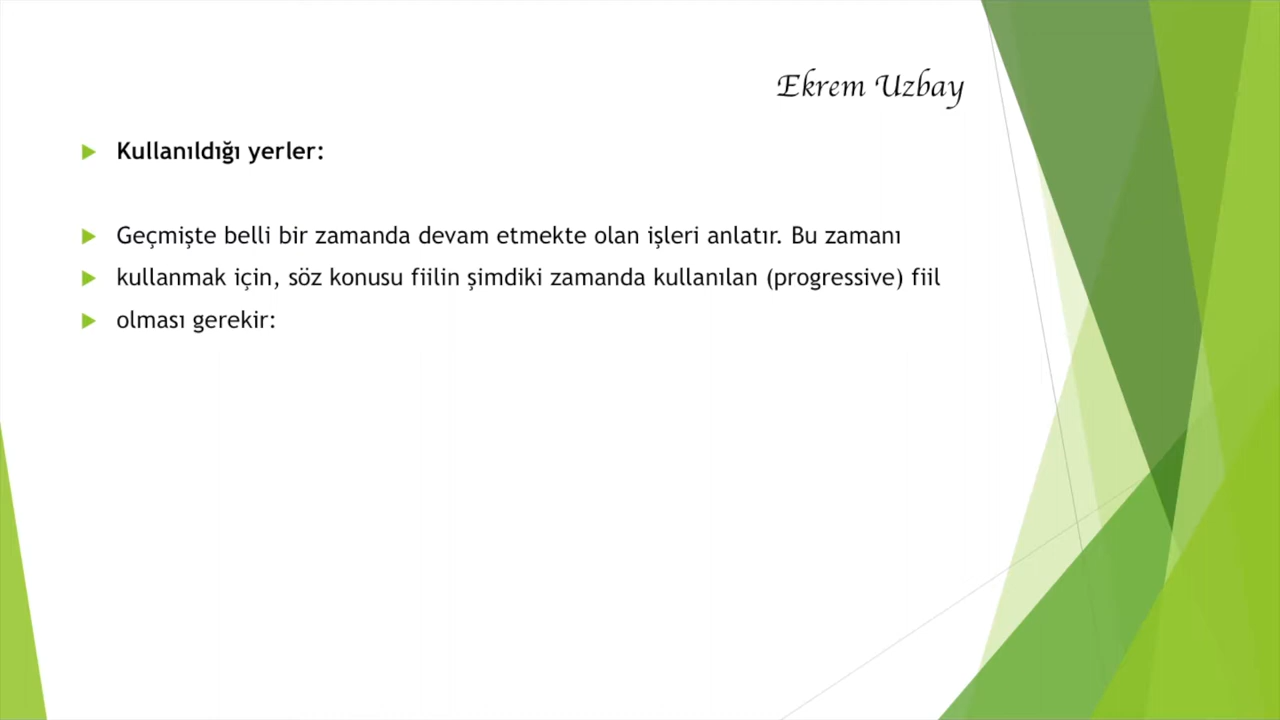 Ekrem Uzbay
Kullanıldığı yerler:
Geçmişte belli bir zamanda devam etmekte olan işleri anlatır. Bu zamanı
kullanmak için, söz konusu fiilin şimdiki zamanda kullanılan (progressive) fiil
olması gerekir: